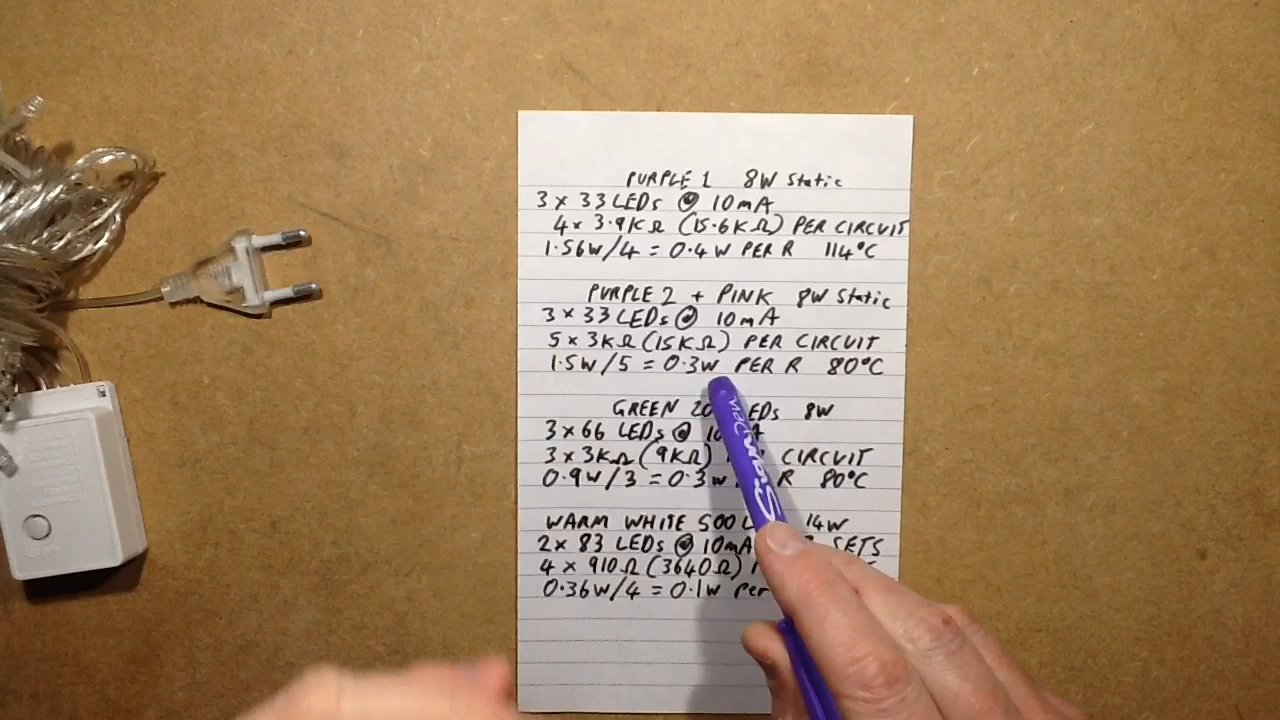 PURPLE 1 8W Static
3 x 33 LEDs @ 10mA
4 x 3.9KΩ (15.6KΩ) PER CIRCUIT
1.56W/4 = 0.4W PER R 114°C
PURPLE 2 + PINK 8W Static
3 x 33 LEDs @ 10mA
5 x 3KΩ (15KΩ) PER CIRCUIT
1.5W/5 = 0.3W PER R 80°C
GREEN 20 LEDs 8W
3 x 66 LEDs @ 10 A
3 x 3KΩ (9KΩ) CIRCUIT
0.9W/3 = 0.3W R 80°C
WARM WHITE 500 L 14W
2 x 83 LEDs @ 10mA SETS
4 x 910Ω (3640Ω)
0.36W/4 = 0.1W Per